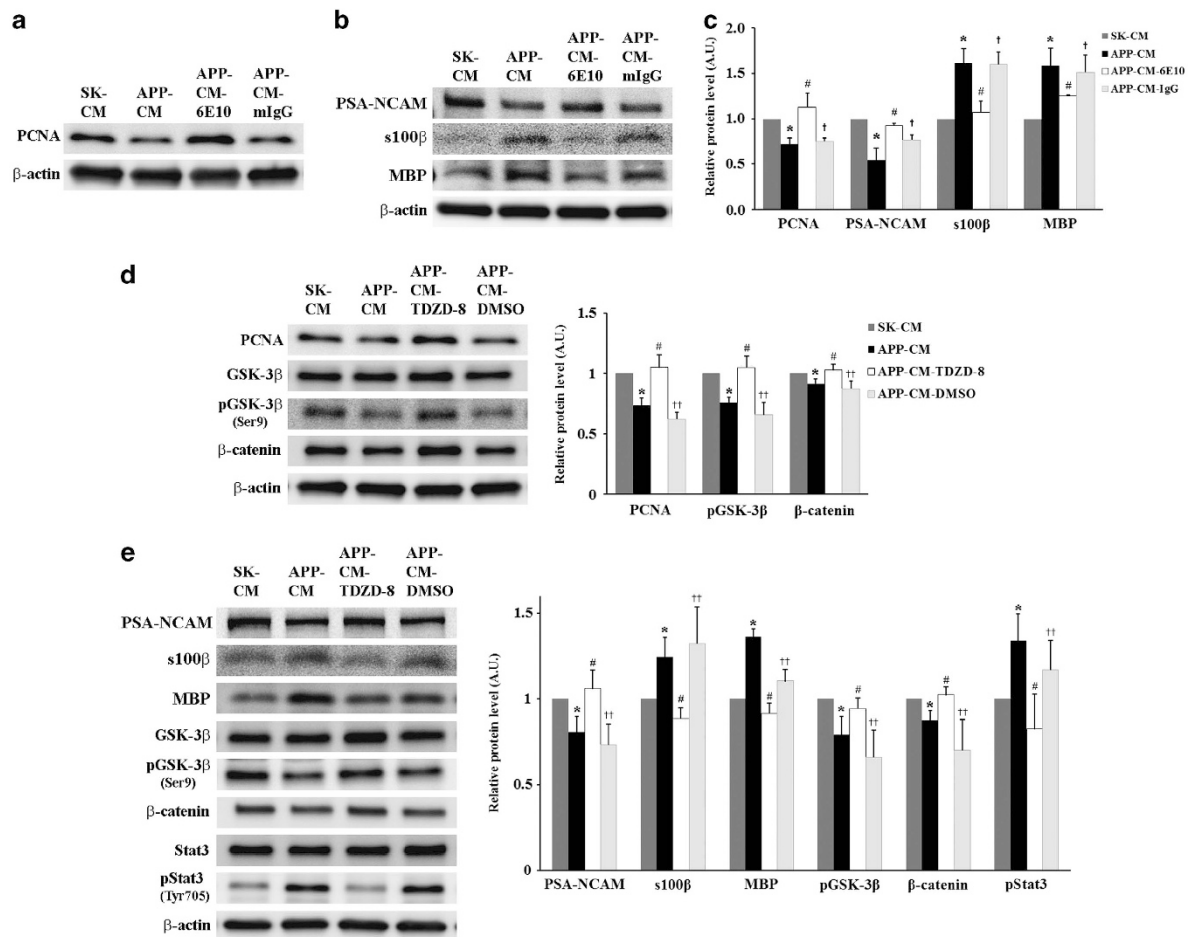 a
SK-
CM
APP-
CM
APP-
CM-
6E10
APP-
CM-
mIgG
PCNA
β-actin
b
SK-
CM
APP-
CM
APP-
CM-
6E10
APP-
CM-
mIgG
PSA-NCAM
s100β
MBP
β-actin
c
Relative protein level (A.U.)
2.0
1.5
1.0
0.5
0.0
* # †
* # †
* # †
* # †
PCNA PSA-NCAM s100β MBP
SK-CM
APP-CM
APP-CM-6E10
APP-CM-IgG
d
SK-
CM
APP-
CM
APP-
CM-
TDZD-8
APP-
CM-
DMSO
PCNA
GSK-3β
pGSK-3β
(Ser9)
β-catenin
β-actin
Relative protein level (A.U.)
1.5
1
0.5
0
* # ††
* # ††
* # ††
PCNA pGSK-3β β-catenin
SK-CM
APP-CM
APP-CM-TDZD-8
APP-CM-DMSO
e
SK-
CM
APP-
CM
APP-
CM-
TDZD-8
APP-
CM-
DMSO
PSA-NCAM
s100β
MBP
GSK-3β
pGSK-3β
(Ser9)
β-catenin
Stat3
pStat3
(Tyr705)
β-actin
Relative protein level (A.U.)
1.5
1
0.5
0
* # ††
* # ††
* # ††
* # ††
* # ††
* # ††
PSA-NCAM s100β MBP pGSK-3β β-catenin pStat3